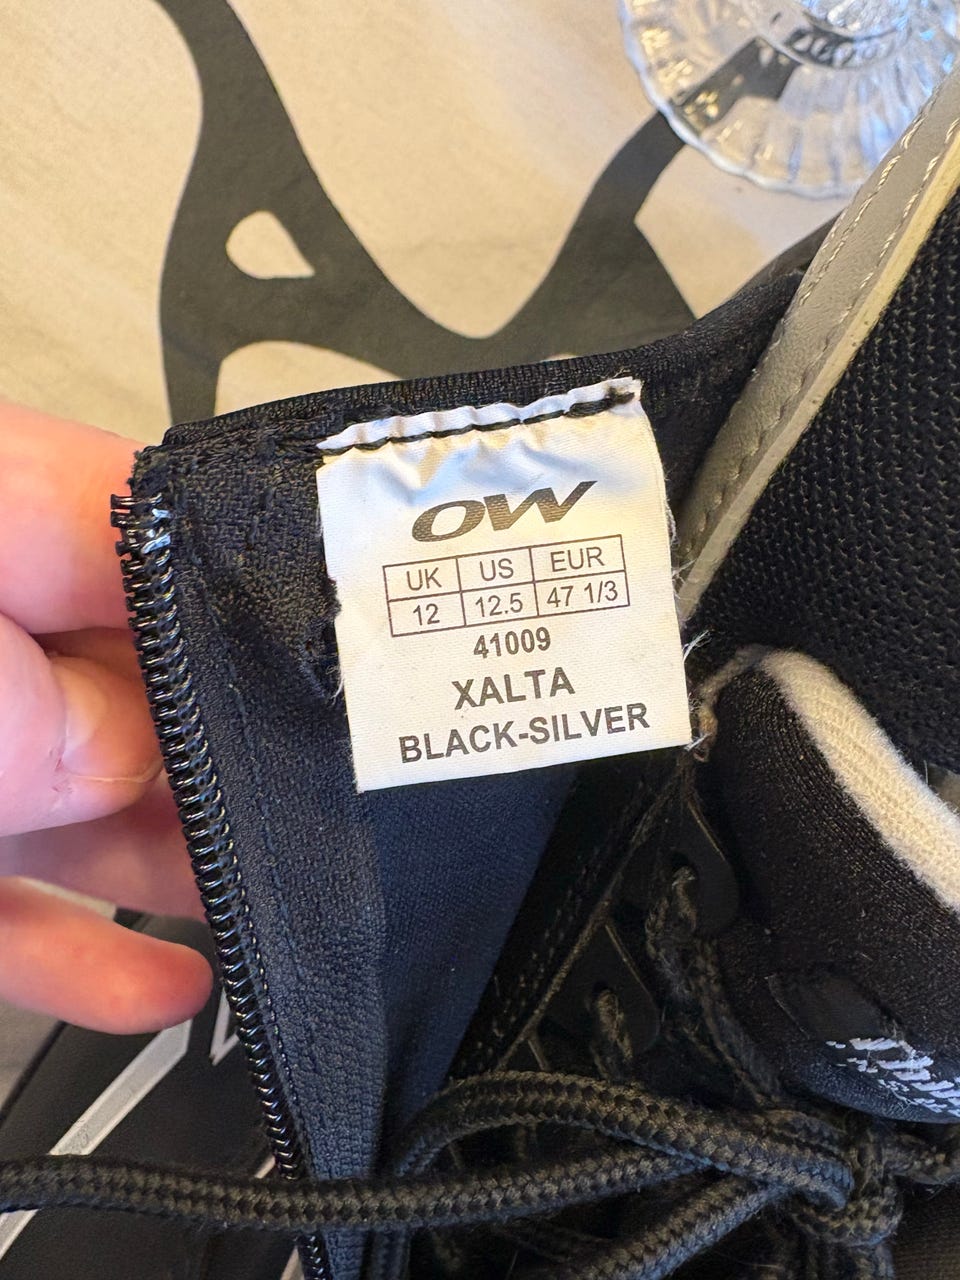 OW
UK US EUR
12 12.5 47 1/3
41009
XALTA
BLACK-SILVER